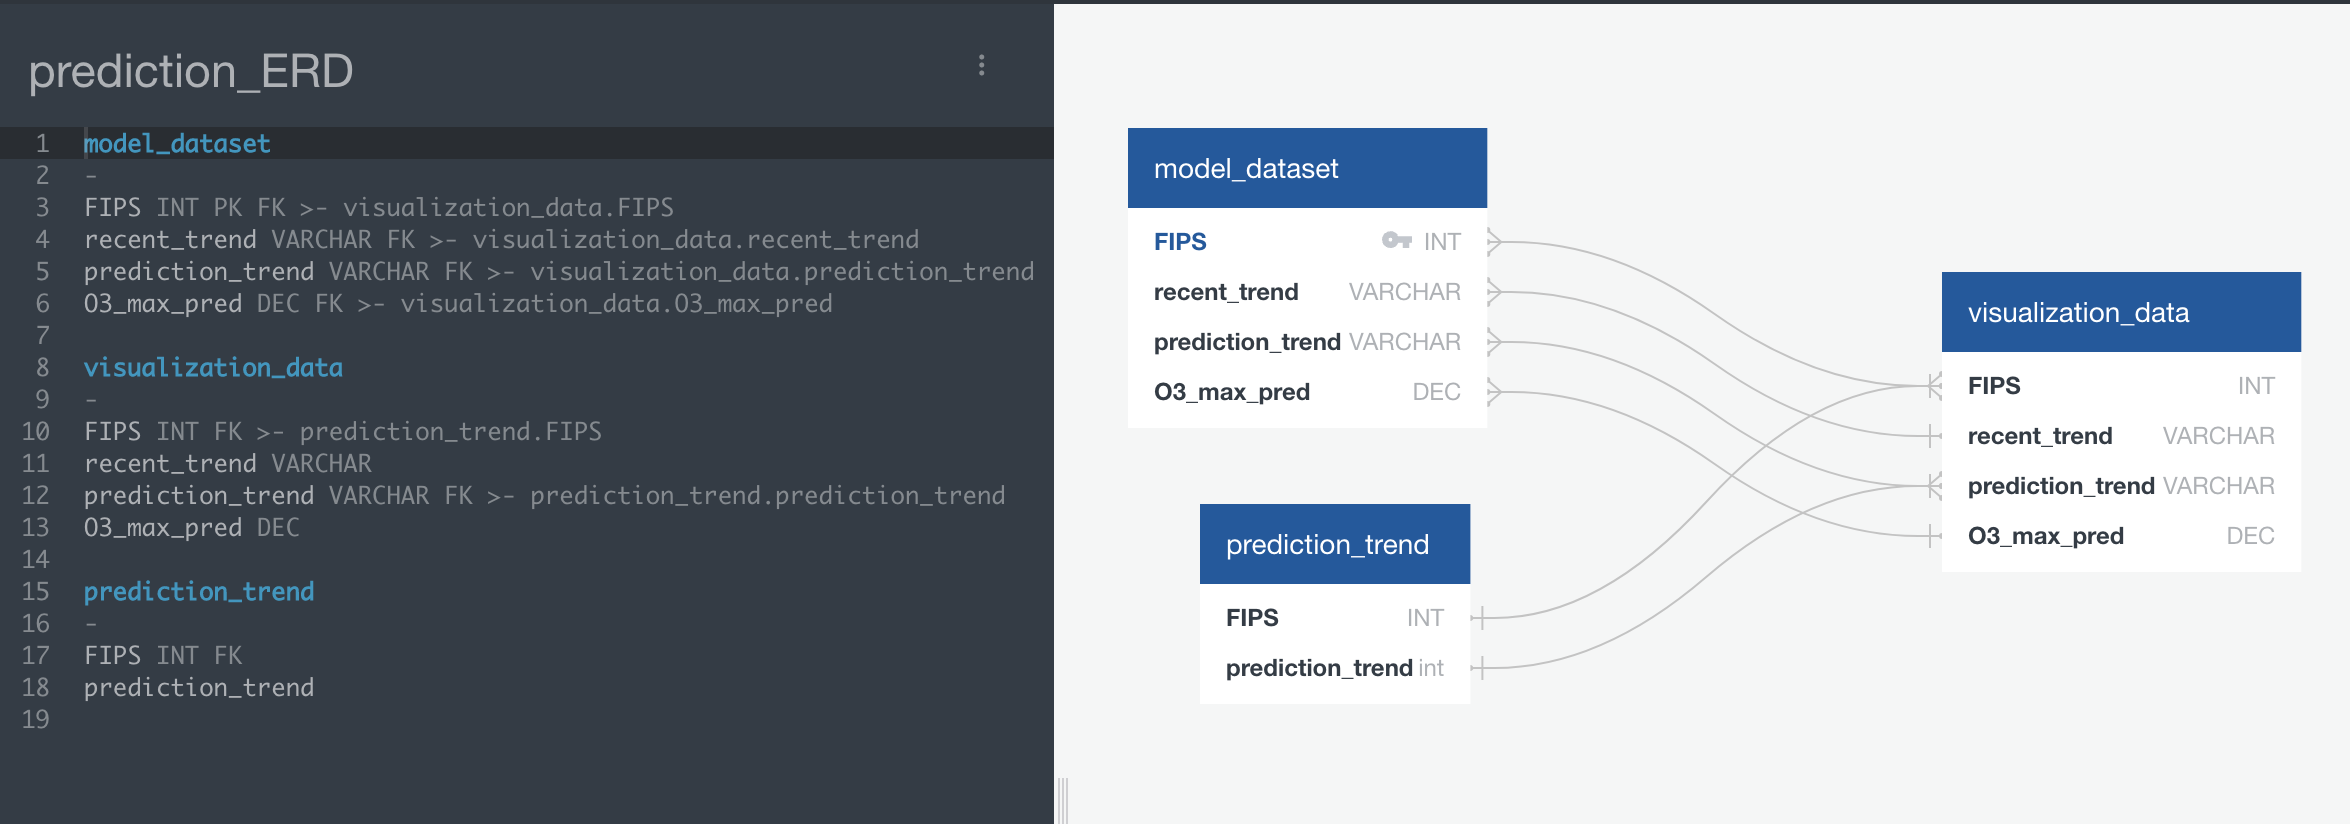 prediction_ERD
1 model_dataset
2 -
3 FIPS INT PK FK >- visualization_data.FIPS
4 recent_trend VARCHAR FK >- visualization_data.recent_trend
5 prediction_trend VARCHAR FK >- visualization_data.prediction_trend
6 O3_max_pred DEC FK >- visualization_data.O3_max_pred
7
8 visualization_data
9 -
10 FIPS INT FK >- prediction_trend.FIPS
11 recent_trend VARCHAR
12 prediction_trend VARCHAR FK >- prediction_trend.prediction_trend
13 O3_max_pred DEC
14
15 prediction_trend
16 -
17 FIPS INT FK
18 prediction_trend
19
model_dataset
FIPS INT
recent_trend VARCHAR
prediction_trend VARCHAR
O3_max_pred DEC
prediction_trend
FIPS INT
prediction_trend int
visualization_data
FIPS INT
recent_trend VARCHAR
prediction_trend VARCHAR
O3_max_pred DEC